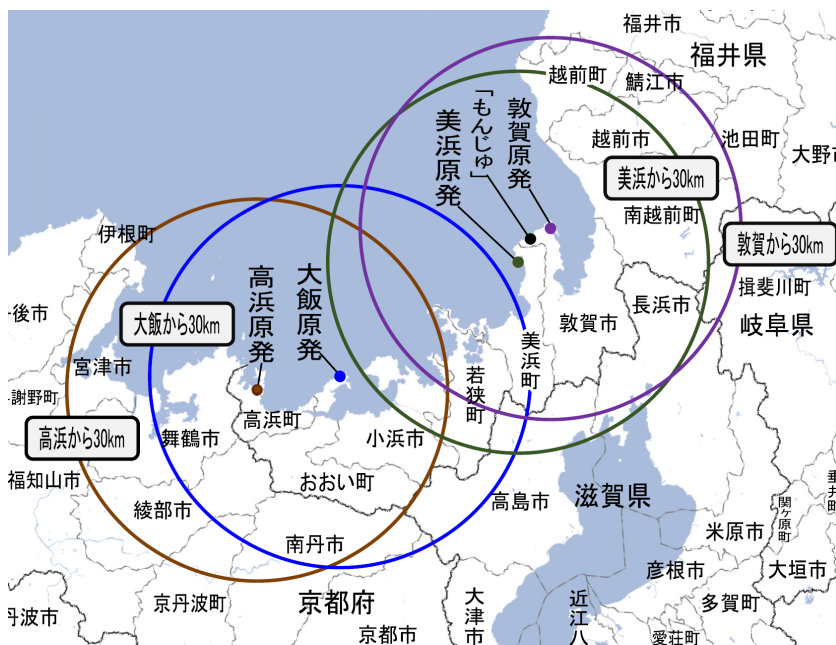 福井市
福井県
越前町
鯖江市
敦賀原発
「もんじゅ」
美浜原発
越前市
池田町
大野市
美浜から30km
南越前町
伊根町
敦賀から30km
高浜原発
大飯原発
揖斐川町
長浜市
岐阜県
大飯から30km
敦賀市
美浜町
後市
宮津市
若狭町
謝野町
高浜町
高浜から30km
舞鶴市
小浜市
福知山市
おおい町
高島市
滋賀県
垂井町
関ヶ原町
綾部市
米原市
南丹市
彦根市
大垣市
京丹波町
京都府
大津市
近江八
多賀町
丹波市
京都市
愛荘町